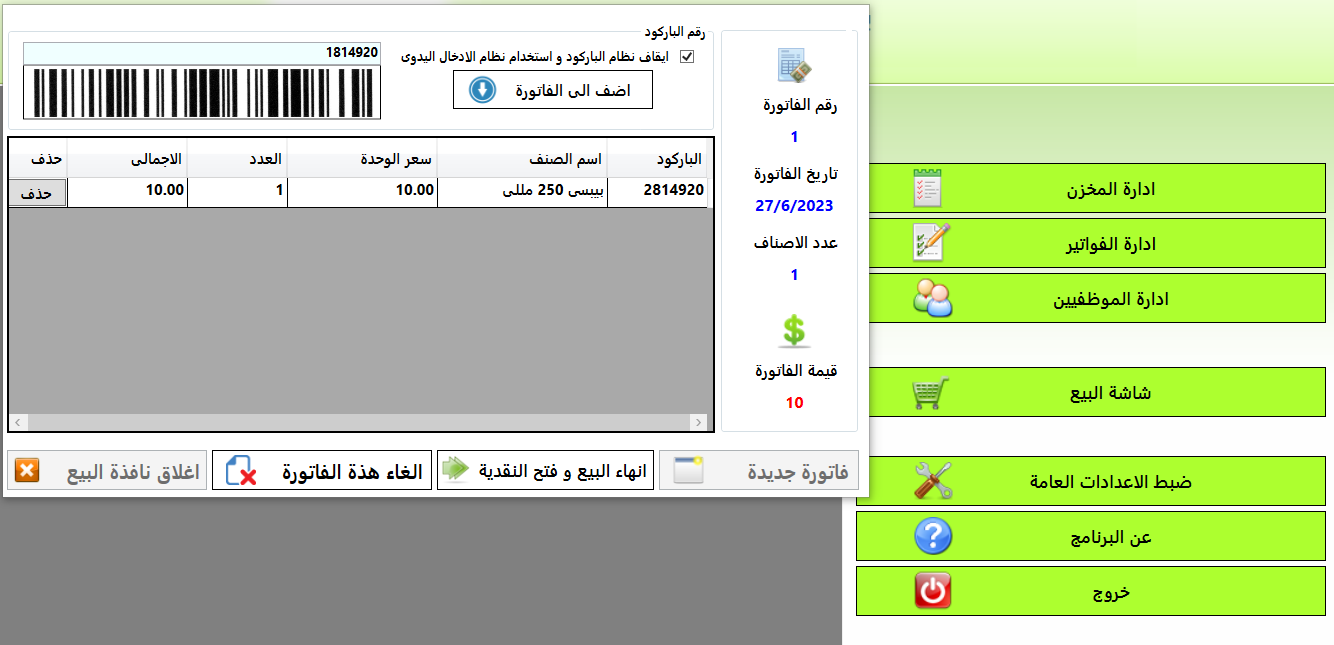 رقم الباركود
1814920
ايقاف نظام الباركود و استخدام نظام الادخال اليدوى
اضف الى الفاتورة
الباركود
اسم الصنف
سعر الوحدة
العدد
الاجمالى
حذف
2814920
بيبسى 250 مللى
10.00
1
10.00
حذف
رقم الفاتورة
1
تاريخ الفاتورة
27/6/2023
عدد الاصناف
1
قيمة الفاتورة
10
فاتورة جديدة
انهاء البيع و فتح النقدية
الغاء هذة الفاتورة
اغلاق نافذة البيع
ادارة المخزن
ادارة الفواتير
ادارة الموظفيين
شاشة البيع
ضبط الاعدادات العامة
عن البرنامج
خروج